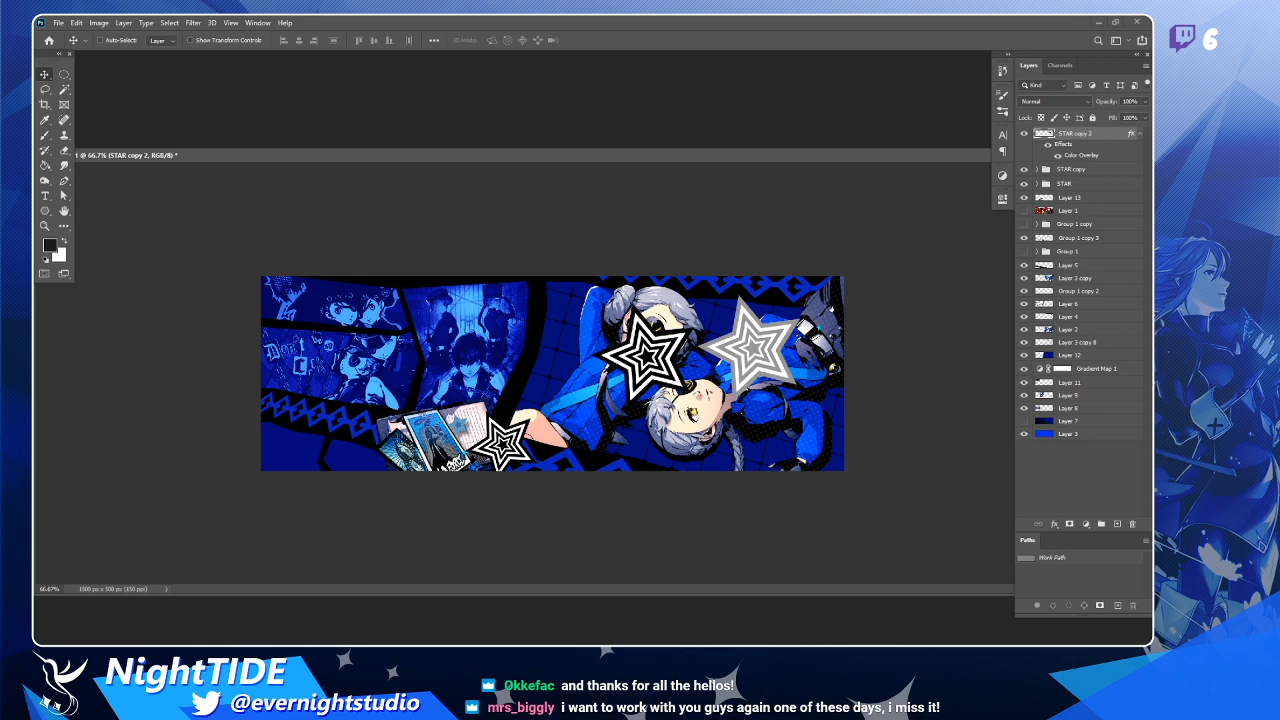 File Edit Image Layer Type Select Filter 3D View Window Help
Auto-Select: Layer Show Transform Controls 3D Mode:
6
1 @ 66.7% (STAR copy 2, RGB/8) *
Layers Channels
Kind
Normal Opacity: 100%
Lock: Fill: 100%
STAR copy 2 fx
Effects
Color Overlay
STAR copy
STAR
Layer 13
Layer 1
Group 1 copy
Group 1 copy 3
Group 1
Layer 5
Layer 2 copy
Group 1 copy 2
Layer 6
Layer 4
Layer 2
Layer 3 copy 8
Layer 12
Gradient Map 1
Layer 11
Layer 9
Layer 8
Layer 7
Layer 3
Paths
Work Path
66.67% 1500 px x 500 px (150 ppi)
NightTIDE
@evernightstudio
Okkefac and thanks for all the hellos!
mrs_biggly i want to work with you guys again one of these days, i miss it!